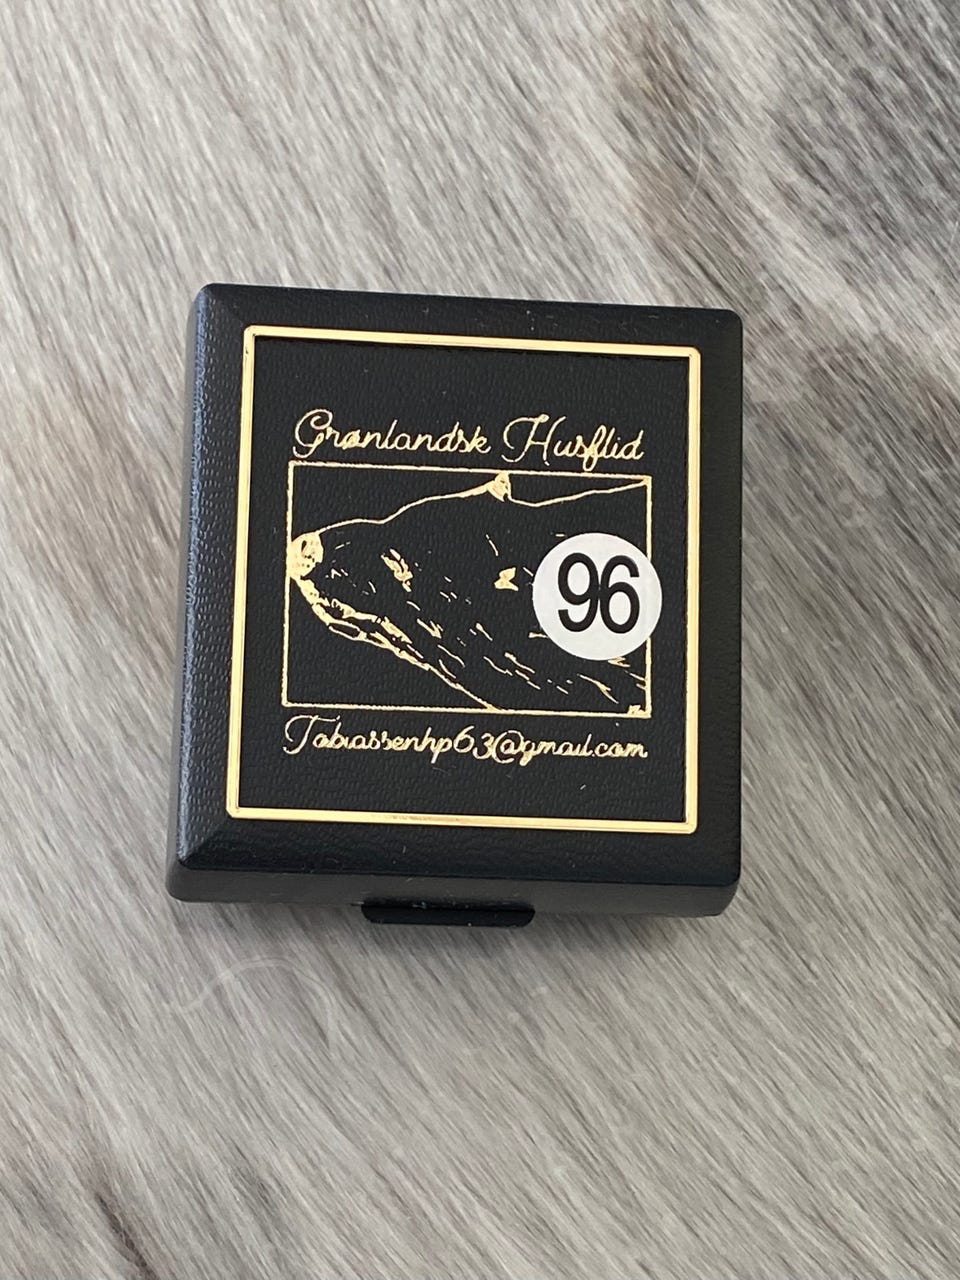 Grønlandsk Husflid
96
Tobiassenhp63@gmail.com